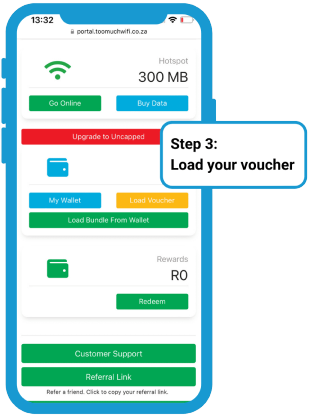 13:32
portal.toomuchwifi.co.za
Hotspot
300 MB
Go Online
Buy Data
Upgrade to Uncapped
Step 3:
Load your voucher
My Wallet
Load Voucher
Load Bundle From Wallet
Rewards
R0
Redeem
Customer Support
Referral Link
Refer a friend. Click to copy your referral link.